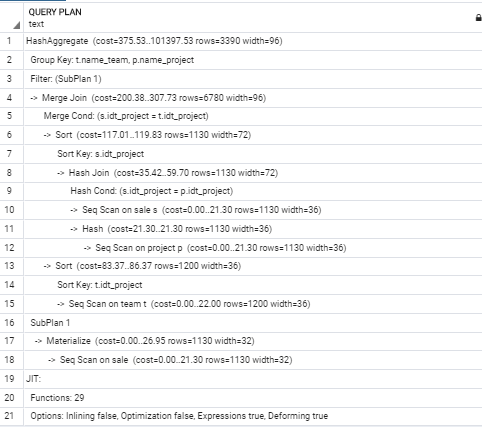 QUERY PLAN
text
1 HashAggregate (cost=375.53..101397.53 rows=3390 width=96)
2 Group Key: t.name_team, p.name_project
3 Filter: (SubPlan 1)
4 -> Merge Join (cost=200.38..307.73 rows=6780 width=96)
5 Merge Cond: (s.idt_project = t.idt_project)
6 -> Sort (cost=117.01..119.83 rows=1130 width=72)
7 Sort Key: s.idt_project
8 -> Hash Join (cost=35.42..59.70 rows=1130 width=72)
9 Hash Cond: (s.idt_project = p.idt_project)
10 -> Seq Scan on sale s (cost=0.00..21.30 rows=1130 width=36)
11 -> Hash (cost=21.30..21.30 rows=1130 width=36)
12 -> Seq Scan on project p (cost=0.00..21.30 rows=1130 width=36)
13 -> Sort (cost=83.37..86.37 rows=1200 width=36)
14 Sort Key: t.idt_project
15 -> Seq Scan on team t (cost=0.00..22.00 rows=1200 width=36)
16 SubPlan 1
17 -> Materialize (cost=0.00..26.95 rows=1130 width=32)
18 -> Seq Scan on sale (cost=0.00..21.30 rows=1130 width=32)
19 JIT:
20 Functions: 29
21 Options: Inlining false, Optimization false, Expressions true, Deforming true